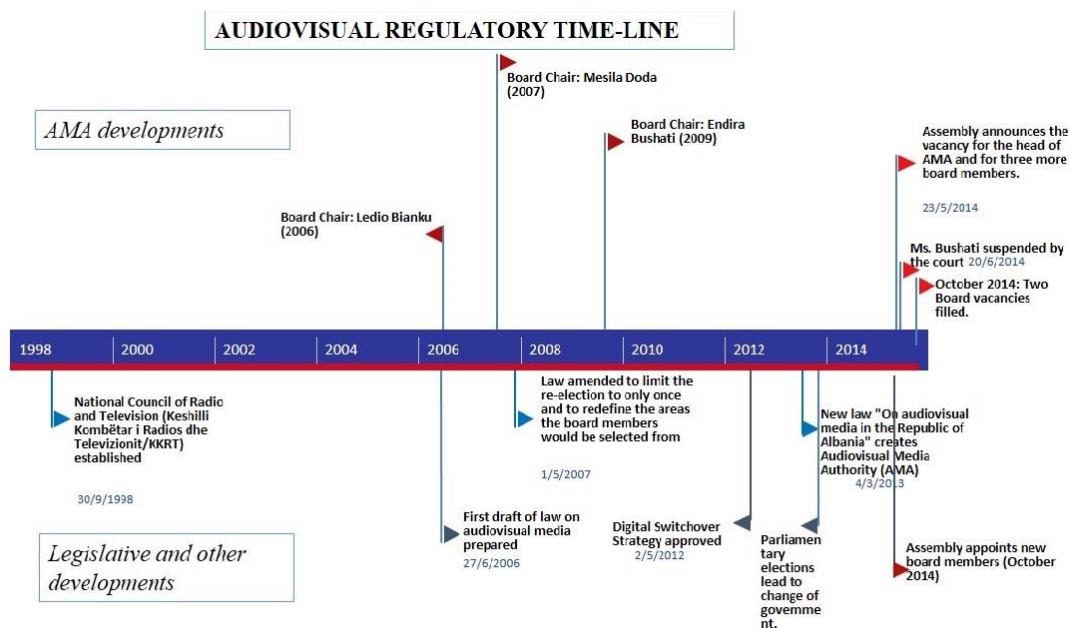 AUDIOVISUAL REGULATORY TIME-LINE
AMA developments
Board Chair: Mesila Doda
(2007)
Board Chair: Endira
Bushati (2009)
Assembly announces the
vacancy for the head of
AMA and for three more
board members.
23/5/2014
Board Chair: Ledio Bianku
(2006)
Ms. Bushati suspended by
the court 20/6/2014
October 2014: Two
Board vacancies
filled.
1998 2000 2002 2004 2006 2008 2010 2012 2014
National Council of Radio
and Television (Keshilli
Kombëtar i Radios dhe
Televizionit/KKRT)
established
30/9/1998
Law amended to limit the
re-election to only once
and to redefine the areas
the board members
would be selected from
1/5/2007
New law "On audiovisual
media in the Republic of
Albania" creates
Audiovisual Media
Authority (AMA)
4/3/2013
First draft of law on
audiovisual media
prepared
27/6/2006
Digital Switchover
Strategy approved
2/5/2012
Parliamen
tary
elections
lead to
change of
governme
nt.
Assembly appoints new
board members (October
2014)
Legislative and other
developments